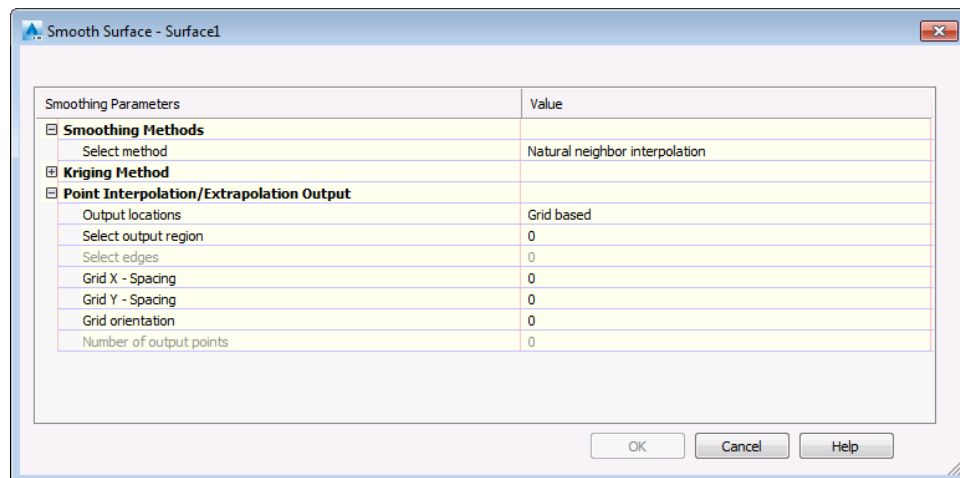 Smooth Surface - Surface1
Smoothing Parameters Value
Smoothing Methods
Select method Natural neighbor interpolation
Kriging Method
Point Interpolation/Extrapolation Output
Output locations Grid based
Select output region 0
Select edges 0
Grid X - Spacing 0
Grid Y - Spacing 0
Grid orientation 0
Number of output points 0
OK Cancel Help